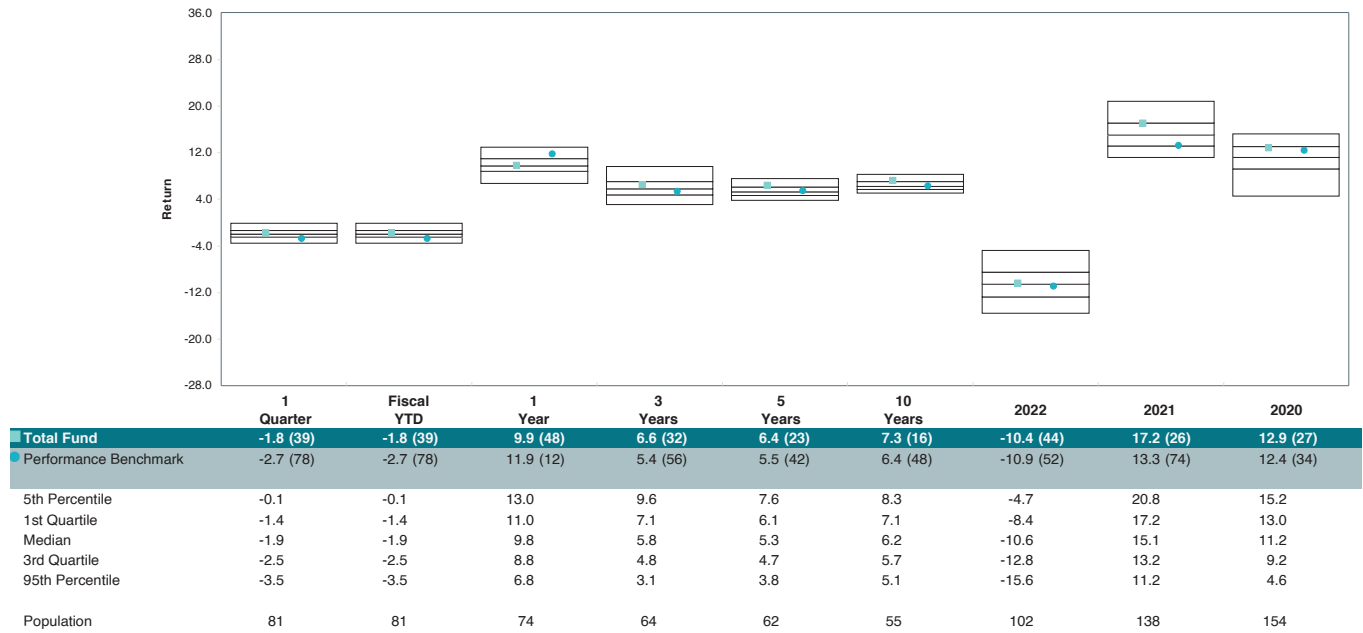 36.0
28.0
20.0
12.0
4.0
-4.0
-12.0
-20.0
-28.0
Return
1 Quarter Fiscal YTD 1 Year 3 Years 5 Years 10 Years 2022 2021 2020
Total Fund -1.8 (39) -1.8 (39) 9.9 (48) 6.6 (32) 6.4 (23) 7.3 (16) -10.4 (44) 17.2 (26) 12.9 (27)
Performance Benchmark -2.7 (78) -2.7 (78) 11.9 (12) 5.4 (56) 5.5 (42) 6.4 (48) -10.9 (52) 13.3 (74) 12.4 (34)
5th Percentile -0.1 -0.1 13.0 9.6 7.6 8.3 -4.7 20.8 15.2
1st Quartile -1.4 -1.4 11.0 7.1 6.1 7.1 -8.4 17.2 13.0
Median -1.9 -1.9 9.8 5.8 5.3 6.2 -10.6 15.1 11.2
3rd Quartile -2.5 -2.5 8.8 4.8 4.7 5.7 -12.8 13.2 9.2
95th Percentile -3.5 -3.5 6.8 3.1 3.8 5.1 -15.6 11.2 4.6
Population 81 81 74 64 62 55 102 138 154